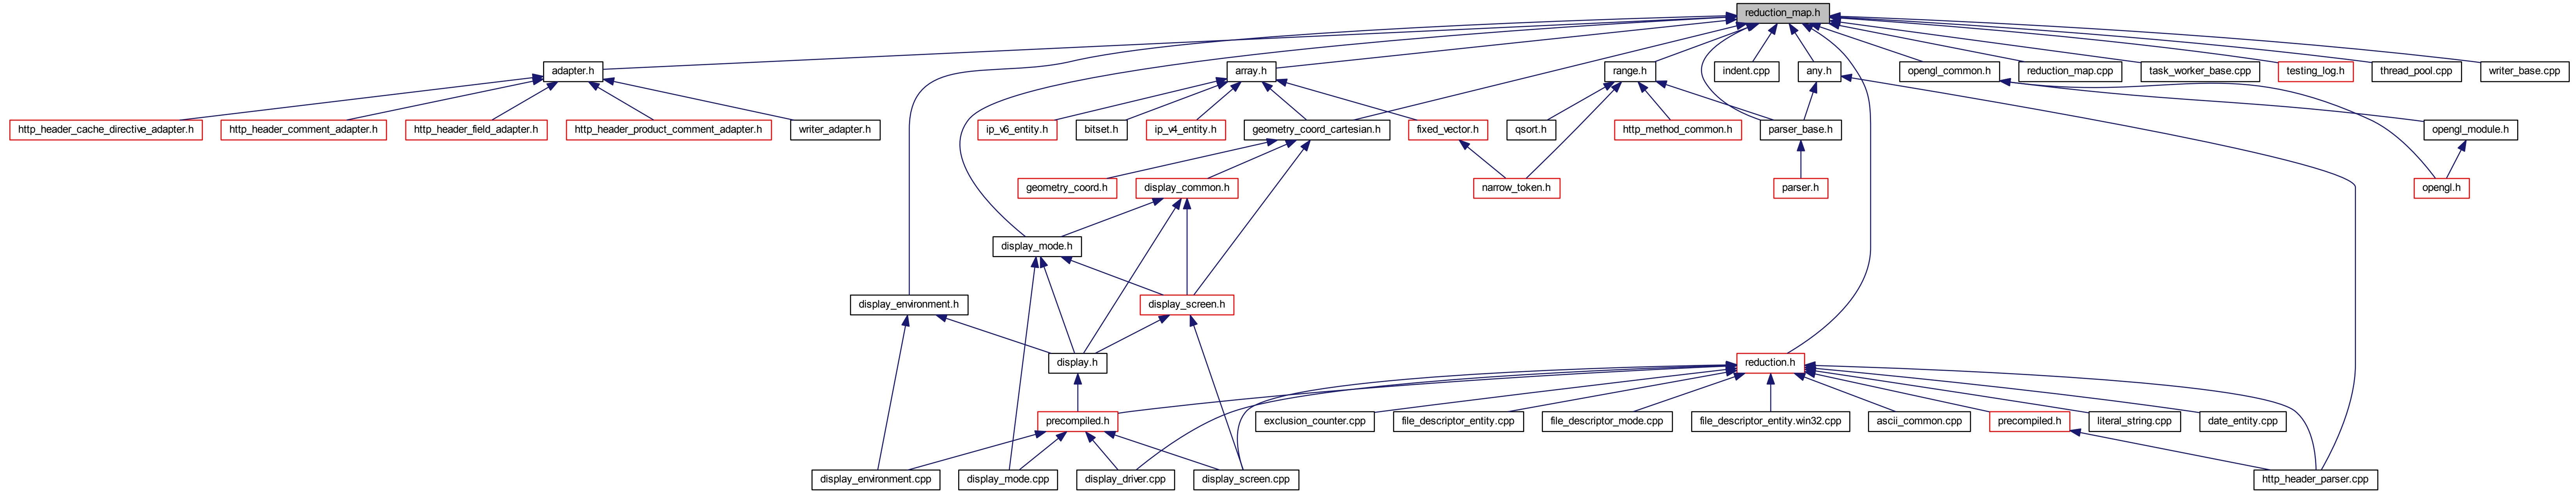 reduction_map.h
adapter.h
array.h
range.h
indent.cpp
any.h
opengl_common.h
reduction_map.cpp
task_worker_base.cpp
testing_log.h
thread_pool.cpp
writer_base.cpp
http_header_cache_directive_adapter.h
http_header_comment_adapter.h
http_header_field_adapter.h
http_header_product_comment_adapter.h
writer_adapter.h
ip_v6_entity.h
bitset.h
ip_v4_entity.h
geometry_coord_cartesian.h
fixed_vector.h
qsort.h
http_method_common.h
parser_base.h
opengl_module.h
geometry_coord.h
display_common.h
narrow_token.h
parser.h
opengl.h
display_mode.h
display_environment.h
display_screen.h
display.h
reduction.h
precompiled.h
exclusion_counter.cpp
file_descriptor_entity.cpp
file_descriptor_mode.cpp
file_descriptor_entity.win32.cpp
ascii_common.cpp
precompiled.h
literal_string.cpp
date_entity.cpp
display_environment.cpp
display_mode.cpp
display_driver.cpp
display_screen.cpp
http_header_parser.cpp